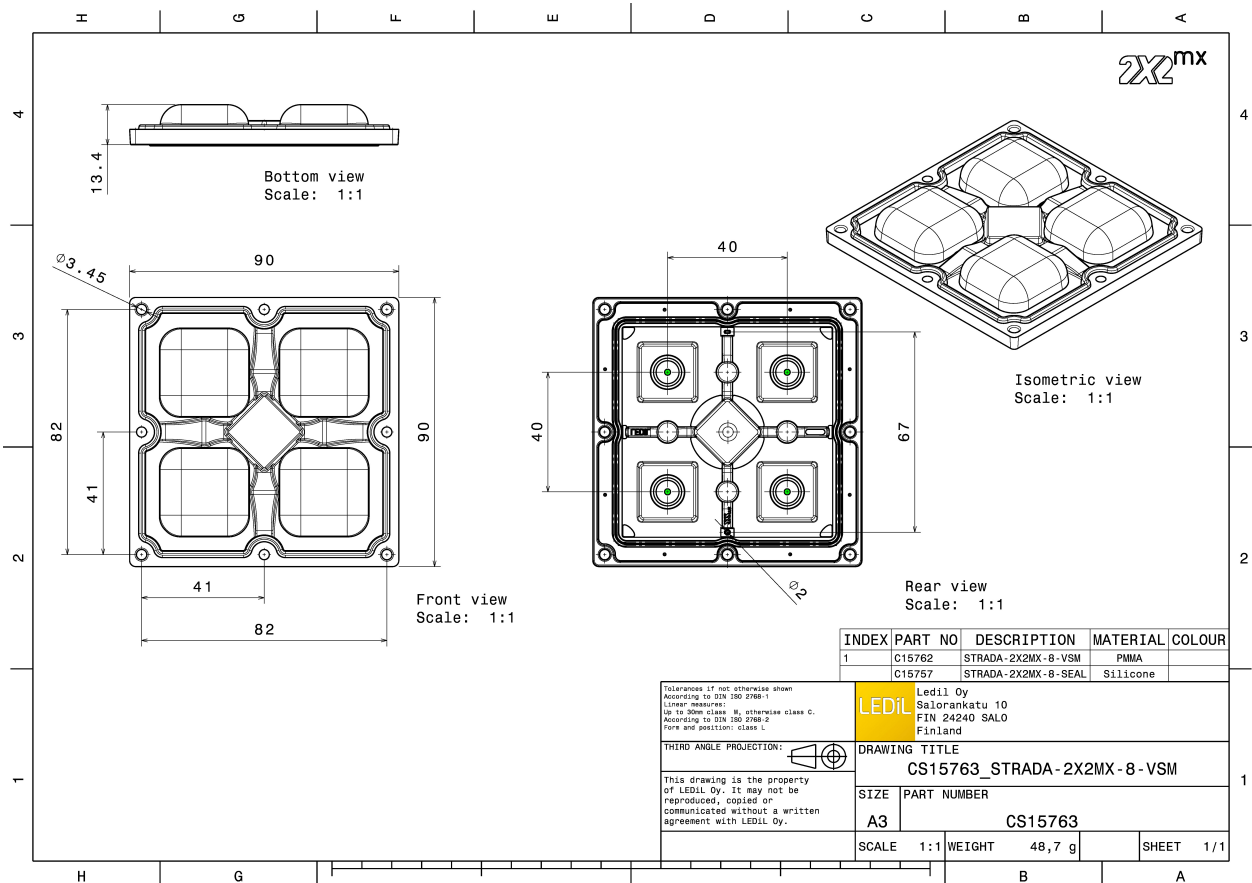 H G F E D C B A
2X2mx
4 4
13.4
Bottom view
Scale: 1:1
Ø3.45
90
40
3 3
Isometric view
Scale: 1:1
82
90
40
67
41
2 2
41
Ø2
Front view
Scale: 1:1
82
Rear view
Scale: 1:1
INDEX PART NO DESCRIPTION MATERIAL COLOUR
1 C15762 STRADA-2X2MX-8-VSM PMMA
C15757 STRADA-2X2MX-8-SEAL Silicone
Tolerances if not otherwise shown
According to DIN ISO 2768-1
Linear measures:
Up to 30mm class M, otherwise class C.
According to DIN ISO 2768-2
Form and position: class L
LEDiL
Ledil Oy
Salorankatu 10
FIN 24240 SALO
Finland
THIRD ANGLE PROJECTION:
DRAWING TITLE
CS15763_STRADA-2X2MX-8-VSM
1 1
This drawing is the property
of LEDiL Oy. It may not be
reproduced, copied or
communicated without a written
agreement with LEDiL Oy.
SIZE PART NUMBER
A3 CS15763
SCALE 1:1 WEIGHT 48,7 g SHEET 1/1
H G B A